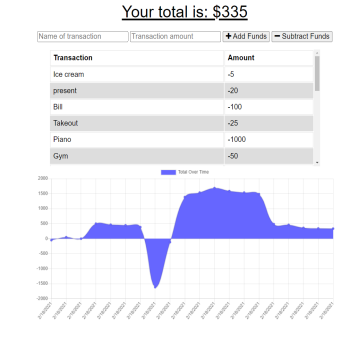 Your total is: $335
Name of transaction Transaction amount + Add Funds − Subtract Funds
Transaction Amount
Ice cream -5
present -20
Bill -100
Takeout -25
Piano -1000
Gym -50
Total Over Time
2000
1500
1000
500
0
-500
-1000
-1500
-2000